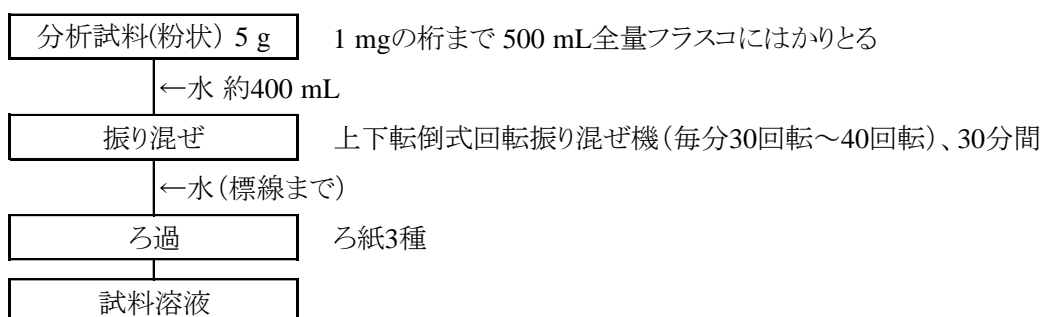 分析試料(粉状) 5 g　1 mgの桁まで 500 mL全量フラスコにはかりとる
←水 約400 mL
振り混ぜ　上下転倒式回転振り混ぜ機(毎分30回転～40回転)、30分間
←水(標線まで)
ろ過　ろ紙3種
試料溶液